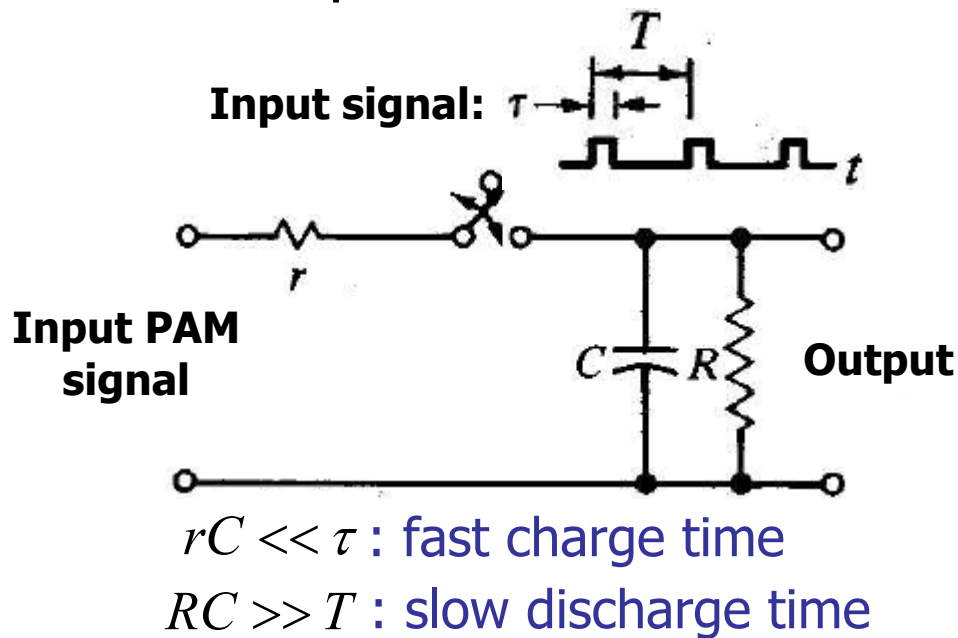 T
Input signal: τ
t
r
Input PAM
signal
C
R
Output
rC << τ : fast charge time
RC >> T : slow discharge time